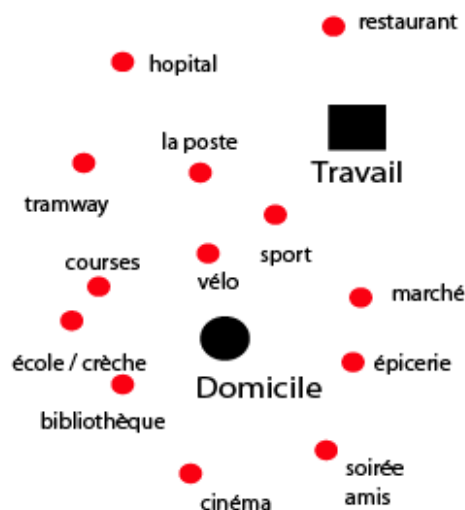 restaurant
hopital
la poste
Travail
tramway
sport
courses
vélo
marché
école / crèche
épicerie
Domicile
bibliothèque
soirée
amis
cinéma